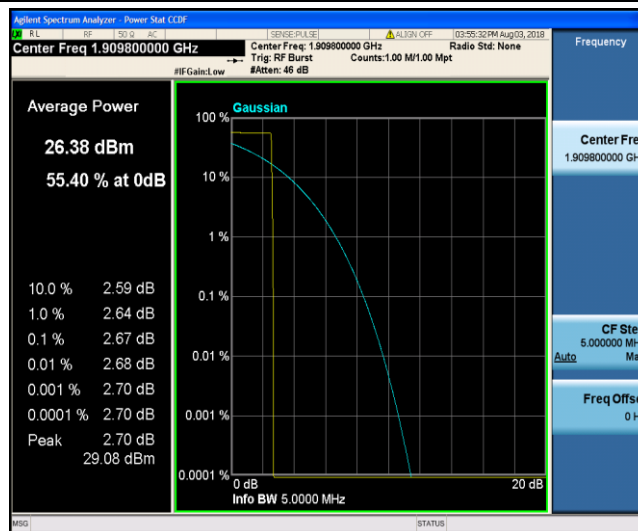 Agilent Spectrum Analyzer - Power Stat CCDF
RL RF 50 Ω AC SENSE:PULSE ALIGN OFF 03:55:32 PM Aug 03, 2018
Center Freq 1.909800000 GHz
Center Freq: 1.909800000 GHz Radio Std: None
Trig: RF Burst Counts:1.00 M/1.00 Mpt
#IFGain:Low #Atten: 46 dB
Frequency
Average Power
26.38 dBm
55.40 % at 0dB
10.0 % 2.59 dB
1.0 % 2.64 dB
0.1 % 2.67 dB
0.01 % 2.68 dB
0.001 % 2.70 dB
0.0001 % 2.70 dB
Peak 2.70 dB
29.08 dBm
Gaussian
100 %
10 %
1 %
0.1 %
0.01 %
0.001 %
0.0001 %
0 dB 20 dB
Info BW 5.0000 MHz
Center Fre
1.909800000 GH
CF Ste
5.000000 MH
Auto Ma
Freq Offse
0 H
MSG STATUS